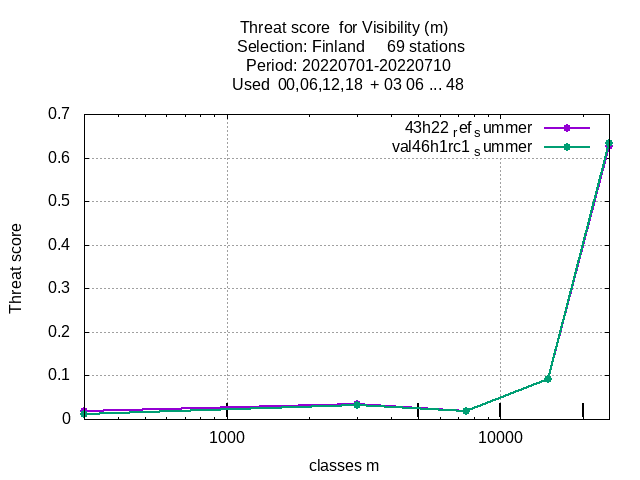 Threat score  for Visibility (m)
Selection: Finland     69 stations
Period: 20220701-20220710
Used  00,06,12,18  + 03 06 ... 48
43h22 ref summer
val46h1rc1 summer
Threat score
0.7
0.6
0.5
0.4
0.3
0.2
0.1
0
1000
10000
classes m